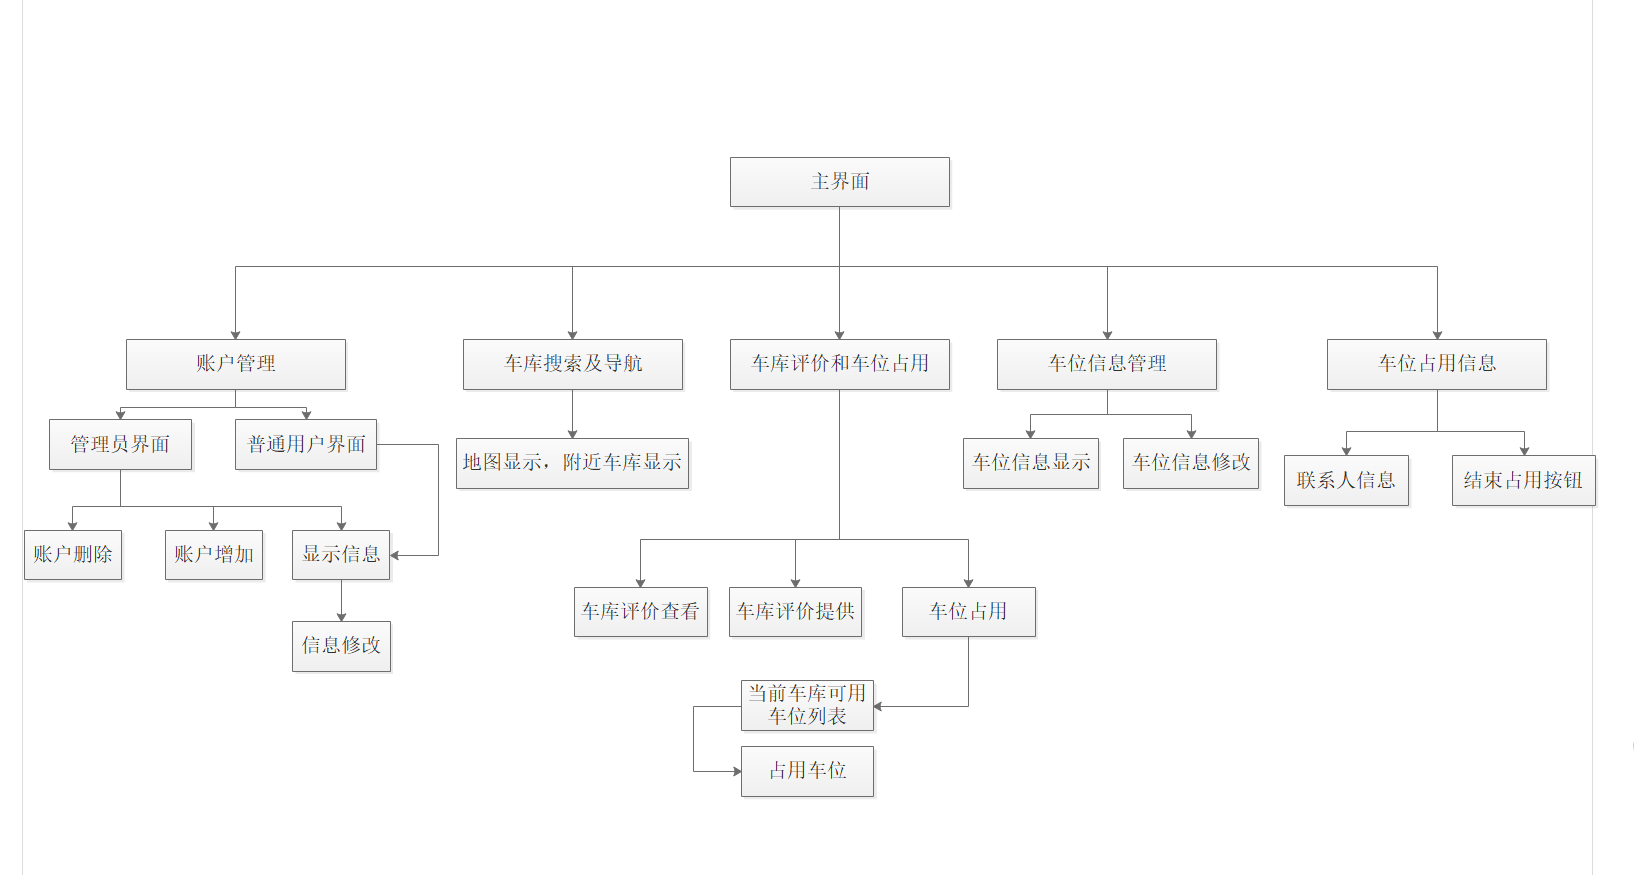 主界面
账户管理
车库搜索及导航
车库评价和车位占用
车位信息管理
车位占用信息
管理员界面
普通用户界面
地图显示，附近车库显示
车位信息显示
车位信息修改
联系人信息
结束占用按钮
账户删除
账户增加
显示信息
车库评价查看
车库评价提供
车位占用
信息修改
当前车库可用
车位列表
占用车位